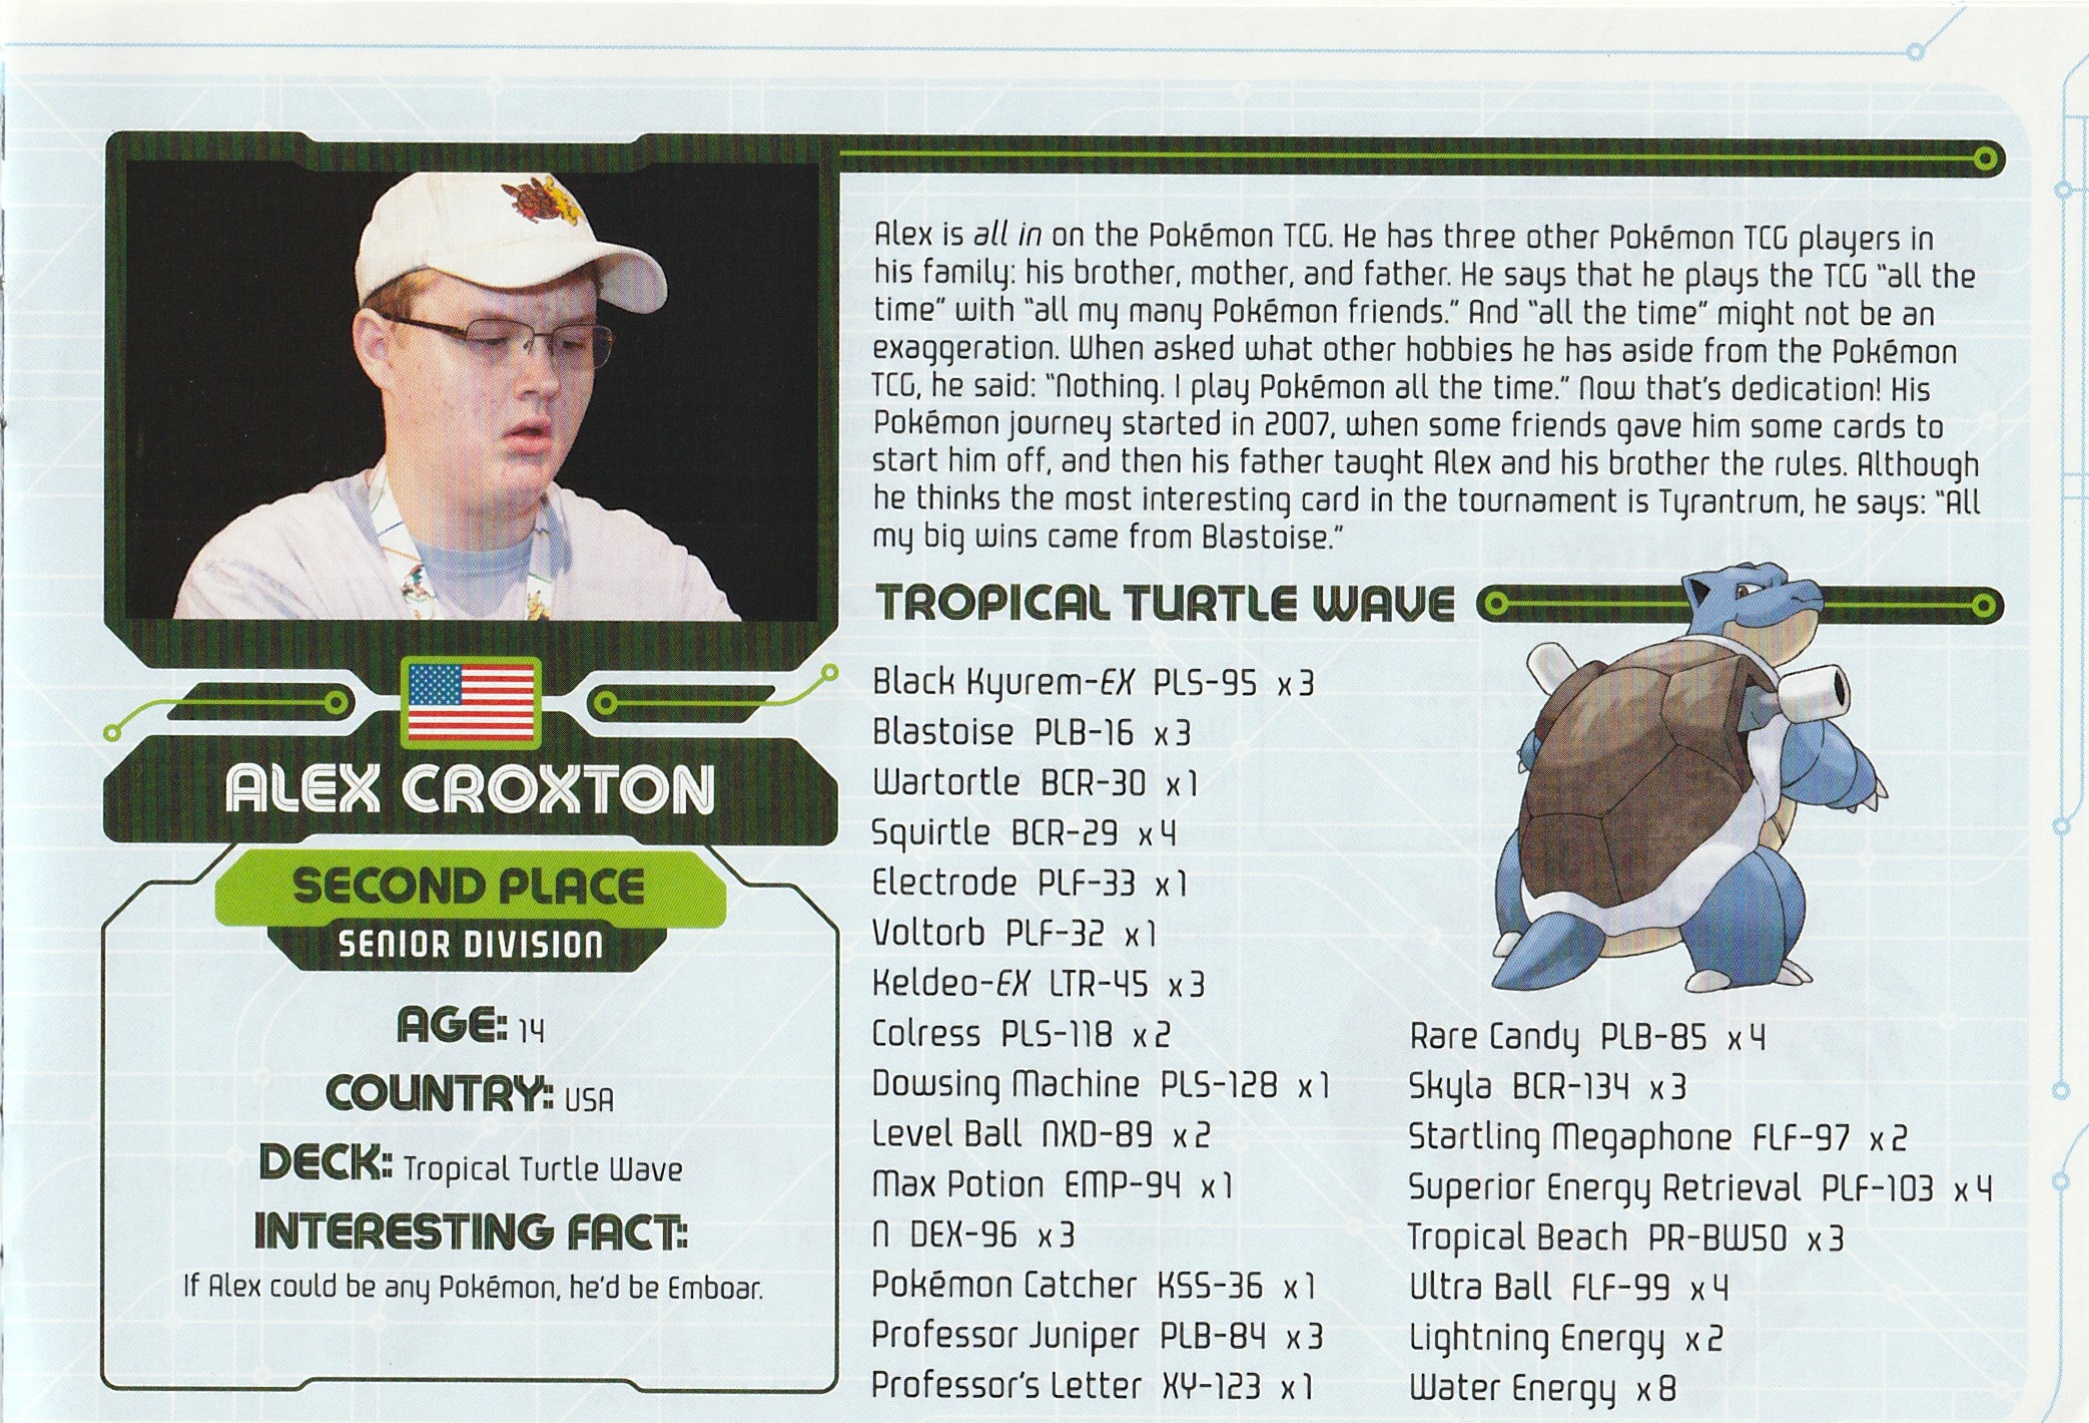 Alex is all in on the Pokémon TCG. He has three other Pokémon TCG players in
his family: his brother, mother, and father. He says that he plays the TCG “all the
time” with “all my many Pokémon friends.” And “all the time” might not be an
exaggeration. When asked what other hobbies he has aside from the Pokémon
TCG, he said: “Nothing. I play Pokémon all the time.” Now that’s dedication! His
Pokémon journey started in 2007, when some friends gave him some cards to
start him off, and then his father taught Alex and his brother the rules. Although
he thinks the most interesting card in the tournament is Tyrantrum, he says: “All
my big wins came from Blastoise.”
ALEX CROXTON
SECOND PLACE
SENIOR DIVISION
AGE: 14
COUNTRY: USA
DECK: Tropical Turtle Wave
INTERESTING FACT:
If Alex could be any Pokémon, he’d be Emboar.
TROPICAL TURTLE WAVE
Black Kyurem-EX PLS-95 x3
Blastoise PLB-16 x3
Wartortle BCR-30 x1
Squirtle BCR-29 x4
Electrode PLF-33 x1
Voltorb PLF-32 x1
Keldeo-EX LTR-45 x3
Colress PLS-118 x2
Dowsing Machine PLS-128 x1
Level Ball NXD-89 x2
Max Potion EMP-94 x1
N DEX-96 x3
Pokémon Catcher KSS-36 x1
Professor Juniper PLB-84 x3
Professor’s Letter XY-123 x1
Rare Candy PLB-85 x4
Skyla BCR-134 x3
Startling Megaphone FLF-97 x2
Superior Energy Retrieval PLF-103 x4
Tropical Beach PR-BW50 x3
Ultra Ball FLF-99 x4
Lightning Energy x2
Water Energy x8